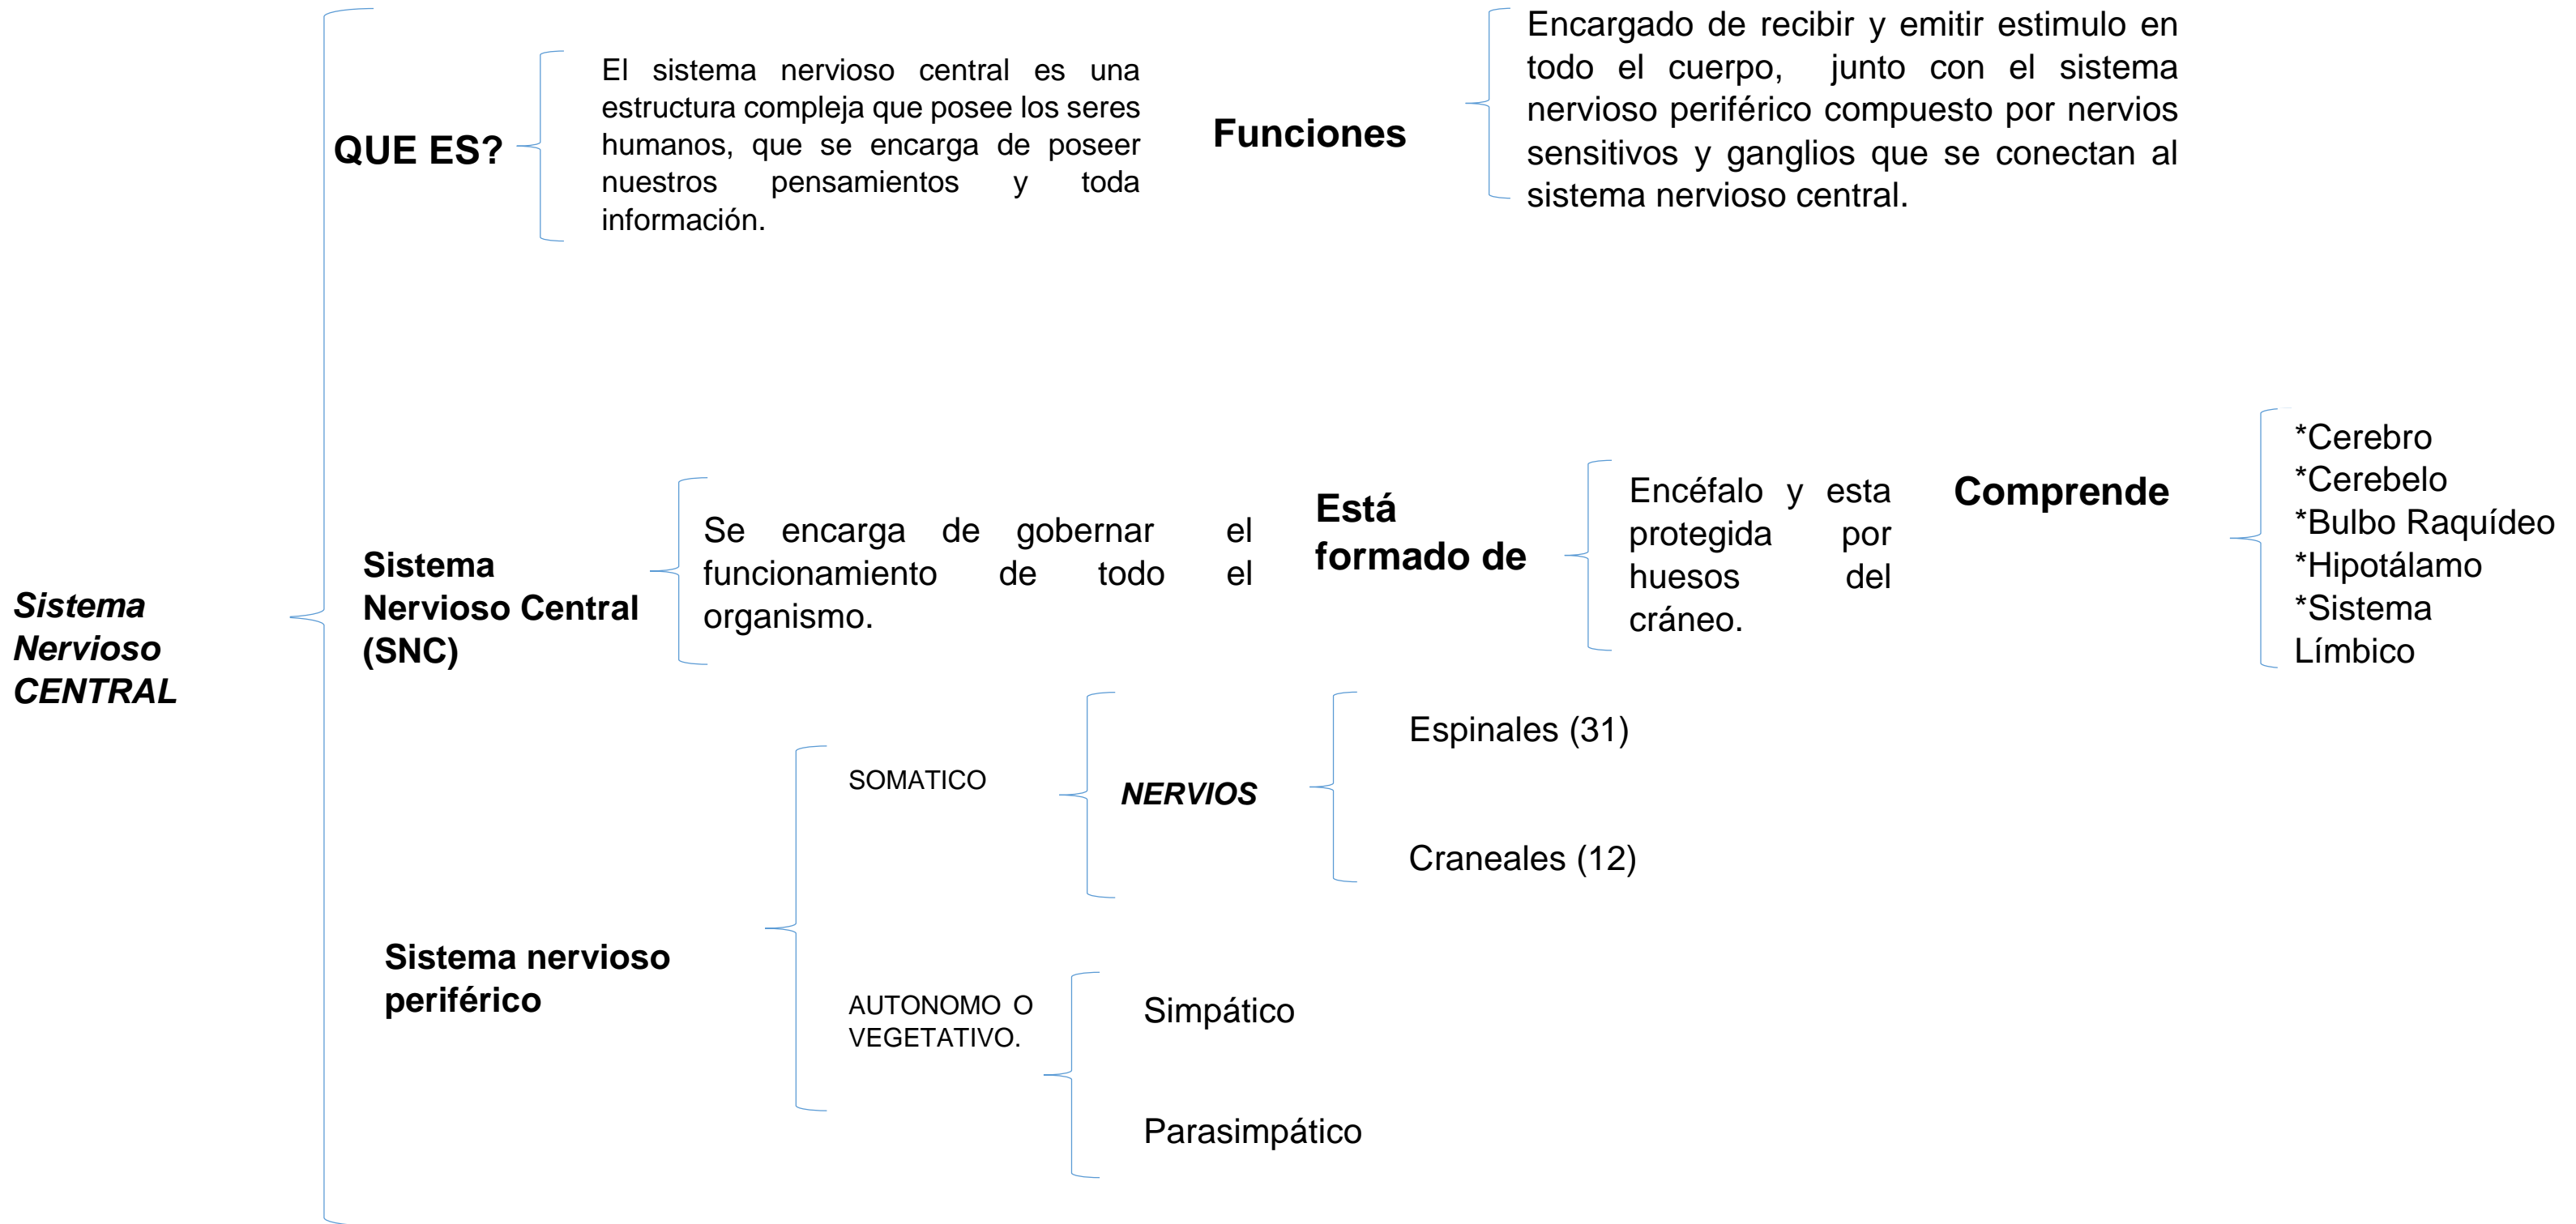 Sistema
Nervioso
CENTRAL
QUE ES?
El sistema nervioso central es una
estructura compleja que posee los seres
humanos, que se encarga de poseer
nuestros pensamientos y toda
información.
Funciones
Encargado de recibir y emitir estimulo en
todo el cuerpo, junto con el sistema
nervioso periférico compuesto por nervios
sensitivos y ganglios que se conectan al
sistema nervioso central.
Sistema
Nervioso Central
(SNC)
Se encarga de gobernar el
funcionamiento de todo el
organismo.
Está
formado de
Encéfalo y esta
protegida por
huesos del
cráneo.
Comprende
*Cerebro
*Cerebelo
*Bulbo Raquídeo
*Hipotálamo
*Sistema
Límbico
Sistema nervioso
periférico
SOMATICO
NERVIOS
Espinales (31)
Craneales (12)
AUTONOMO O
VEGETATIVO.
Simpático
Parasimpático